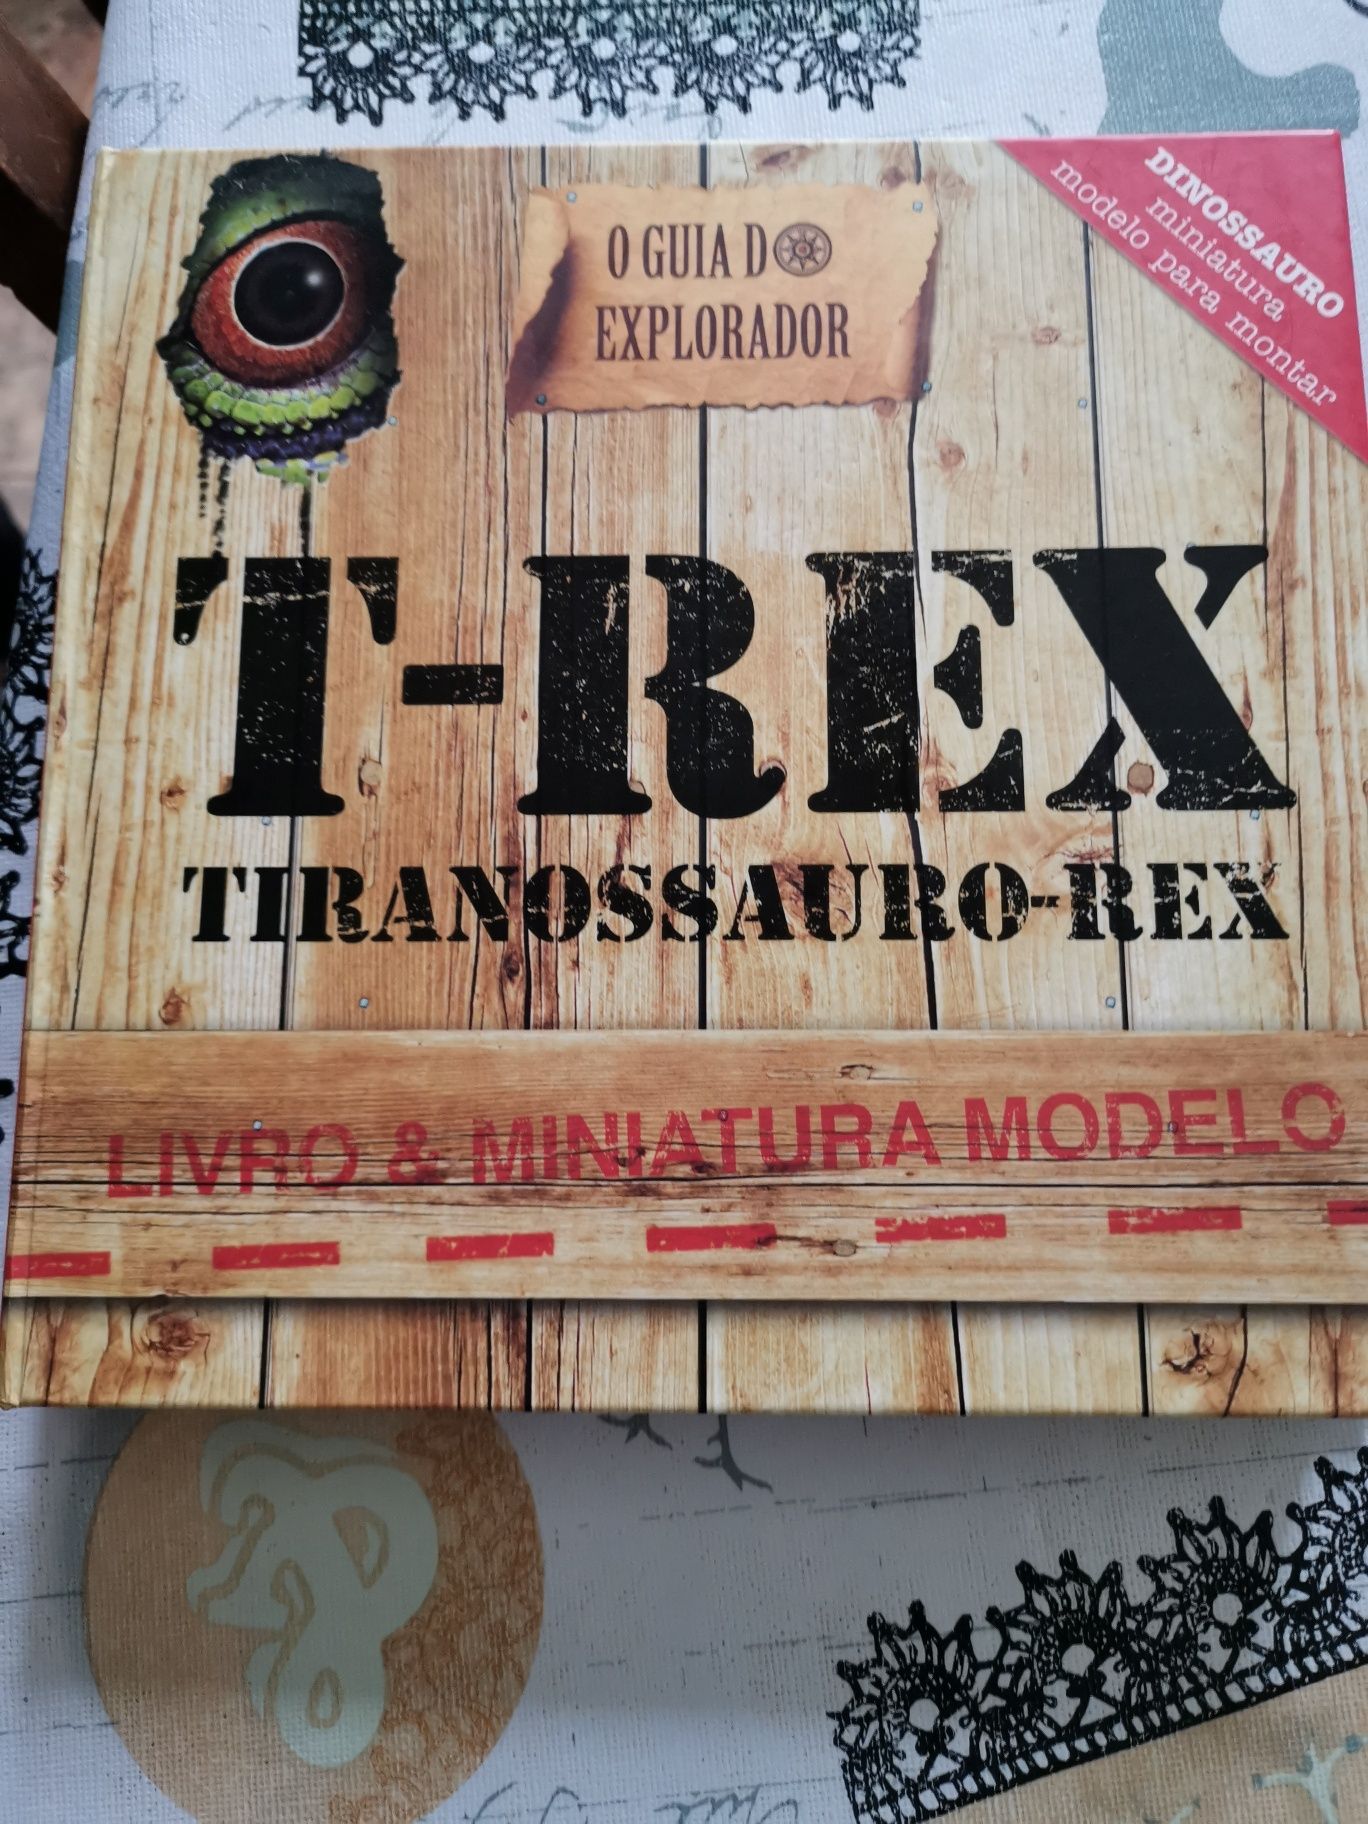 O GUIA DO
EXPLORADOR
DINOSSAURO
miniatura
modelo para montar
T-REX
TIRANOSSAURO-REX
LIVRO & MINIATURA MODELO